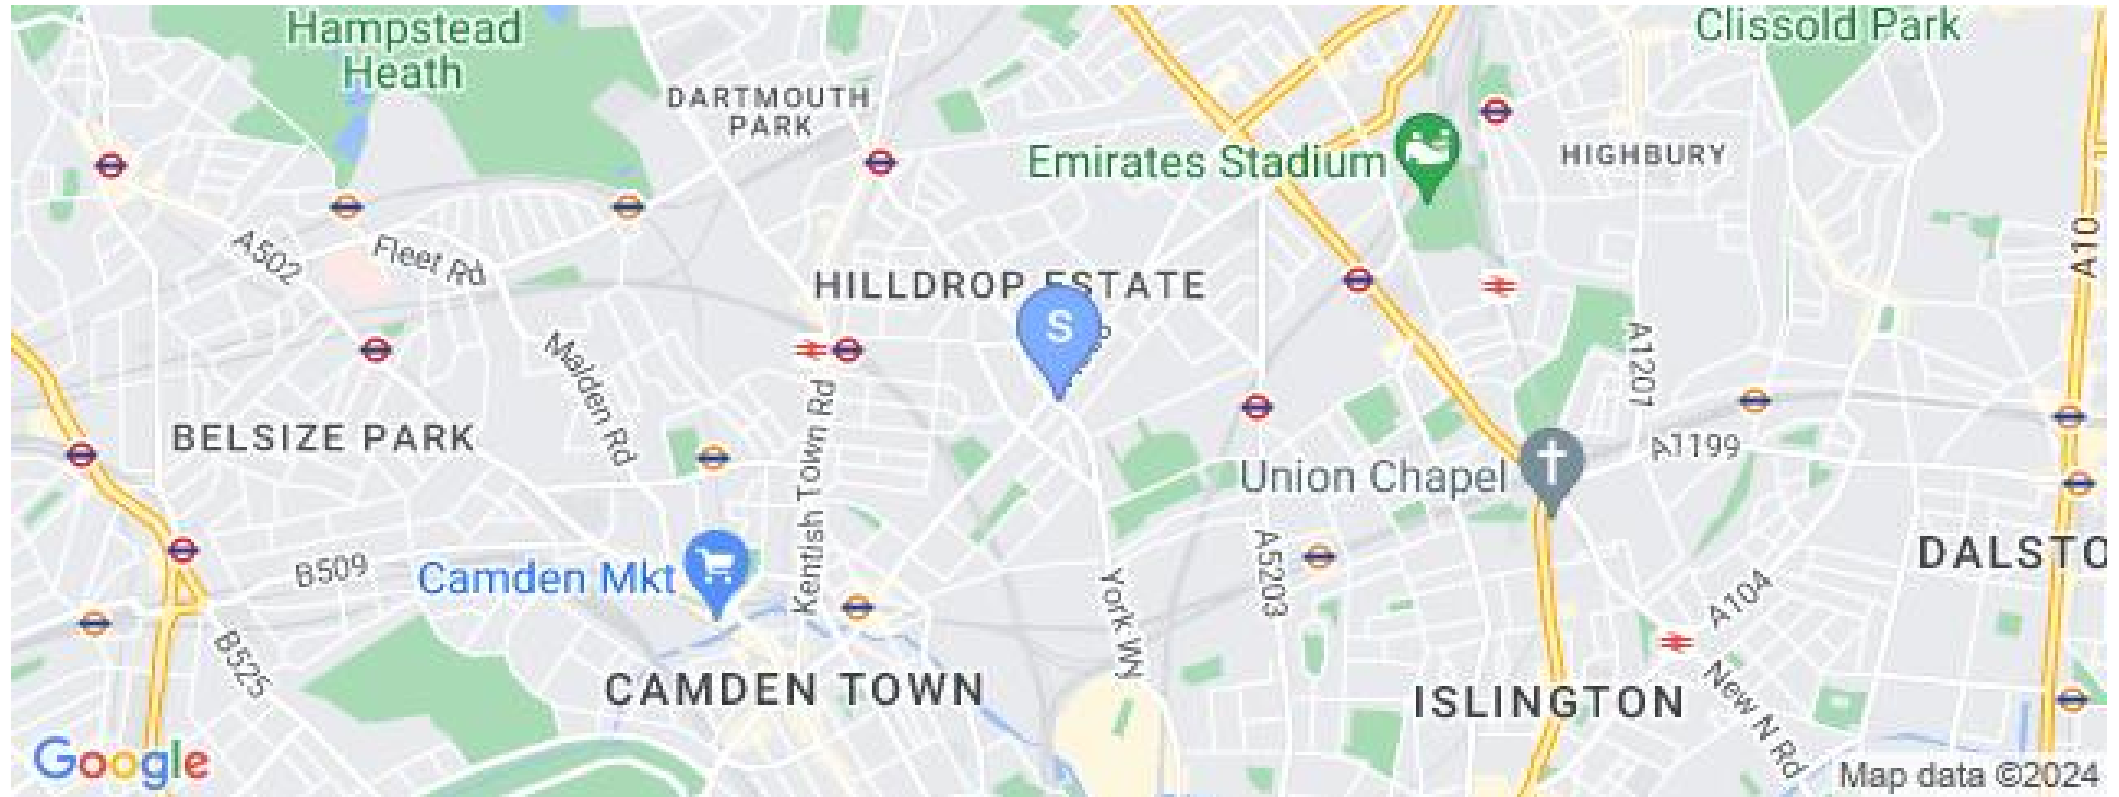 Hampstead
Heath
Clissold Park
DARTMOUTH
PARK
Emirates Stadium
HIGHBURY
A502
Fleet Rd
A10
HILLDROP ESTATE
S
Malden Rd
A1201
Kentish Town Rd
BELSIZE PARK
A1199
Union Chapel
A5203
B509
Camden Mkt
York Wy
DALSTO
A104
B525
CAMDEN TOWN
ISLINGTON
New N Rd
Google
Map data ©2024